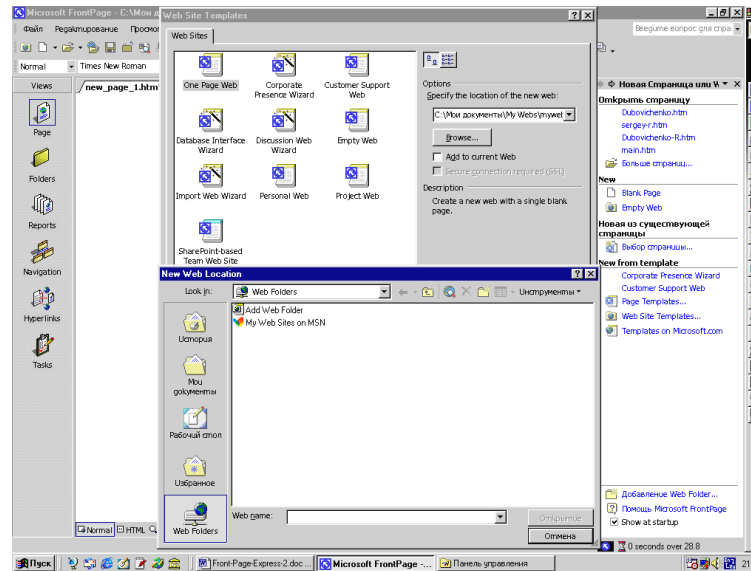 Microsoft FrontPage - C:\Мои д
Web Site Templates
Файл Редактирование Просмот
Введите вопрос для спра
Web Sites
Normal
Times New Roman
Views
new_page_1.htm
Page
Folders
Reports
Navigation
Hyperlinks
Tasks
One Page Web
Corporate Presence Wizard
Customer Support Web
Database Interface Wizard
Discussion Web Wizard
Empty Web
Import Web Wizard
Personal Web
Project Web
SharePoint-based Team Web Site
Options
Specify the location of the new web:
C:\Мои документы\My Webs\mywet
Browse...
Add to current Web
Secure connection required (SSL)
Description
Create a new web with a single blank page.
Новая Страница или W
Открыть страницу
Dubovichenko.htm
sergey-r.htm
Dubovichenko-R.htm
main.htm
Больше страниц...
New
Blank Page
Empty Web
Новая из существующей страницы
Выбор страницы...
New from template
Corporate Presence Wizard
Customer Support Web
Page Templates...
Web Site Templates...
Templates on Microsoft.com
Добавление Web Folder...
Помощь Microsoft FrontPage
Show at startup
New Web Location
Look in:
Web Folders
Инструменты
Add Web Folder
My Web Sites on MSN
История
Мои документы
Рабочий стол
Избранное
Web Folders
Web name:
Открытие
Отмена
Normal HTML
0 seconds over 28.8
Пуск
Front-Page-Express-2.doc ...
Microsoft FrontPage - ...
Панель управления
21